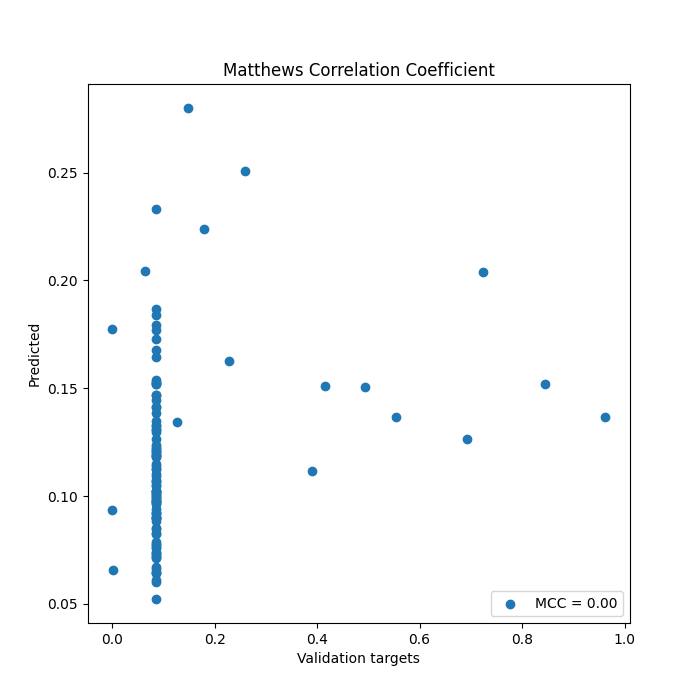 Matthews Correlation Coefficient
0.25
0.20
0.15
0.10
0.05
Predicted
MCC = 0.00
0.0 0.2 0.4 0.6 0.8 1.0
Validation targets